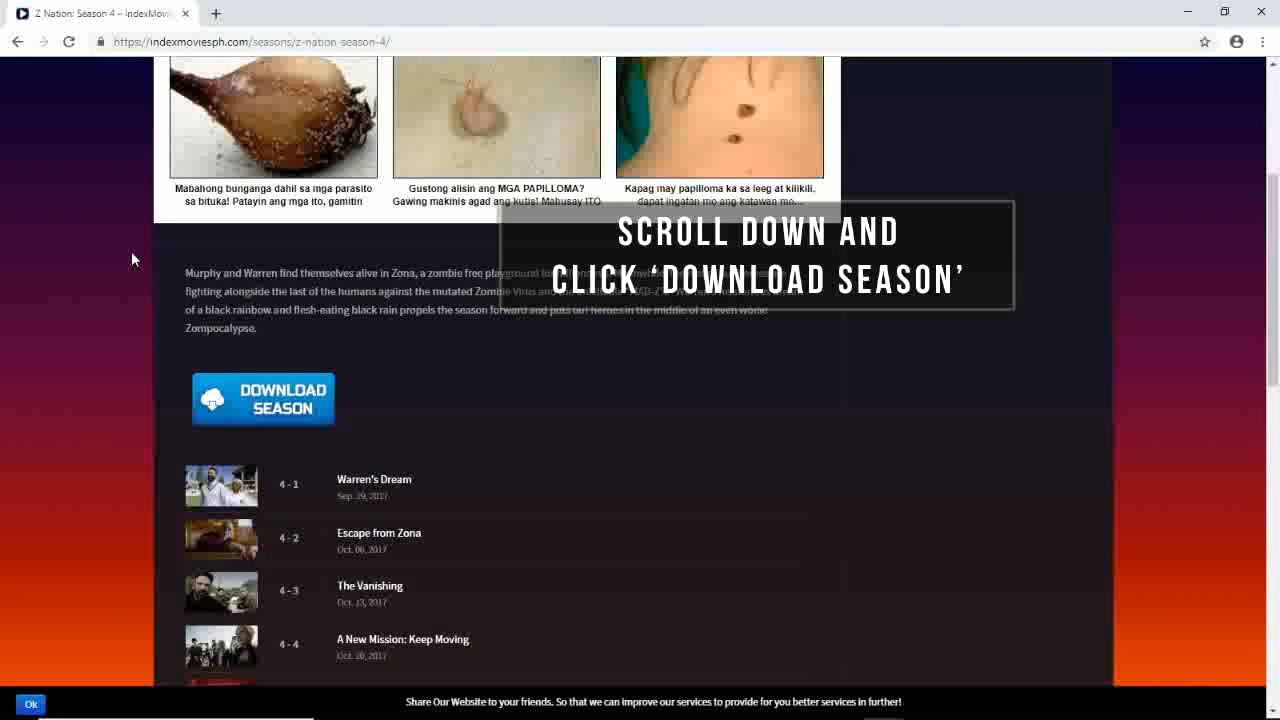 Z Nation: Season 4 – IndexMovi
https://indexmoviesph.com/seasons/z-nation-season-4/
Mabahong bunganga dahil sa mga parasito
sa bituka! Patayin ang mga ito, gamitin
Gustong alisin ang MGA PAPILLOMA?
Gawing makinis agad ang kutis! Mahusay ITO
Kapag may papilloma ka sa leeg at kilikili,
dapat ingatan mo ang katawan mo...
SCROLL DOWN AND
CLICK ‘DOWNLOAD SEASON’
Murphy and Warren find themselves alive in Zona, a zombie free playground
fighting alongside the last of the humans against the mutated Zombie Virus and
of a black rainbow and flesh-eating black rain propels the season forward and puts our heroes in the middle of an even worse
Zompocalypse.
DOWNLOAD
SEASON
4 - 1
Warren's Dream
Sep. 29, 2017
4 - 2
Escape from Zona
Oct. 06, 2017
4 - 3
The Vanishing
Oct. 13, 2017
4 - 4
A New Mission: Keep Moving
Oct. 20, 2017
Ok
Share Our Website to your friends. So that we can improve our services to provide for you better services in further!